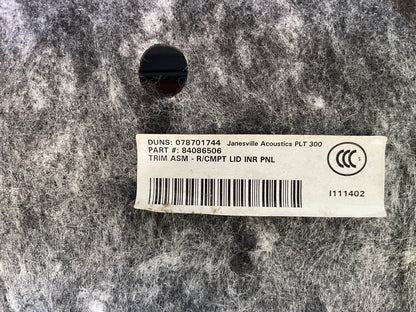 DUNS: 078701744 Janesville Acoustics PLT 300
PART #: 84086506
TRIM ASM - R/CMPT LID INR PNL
CCC
S
I111402